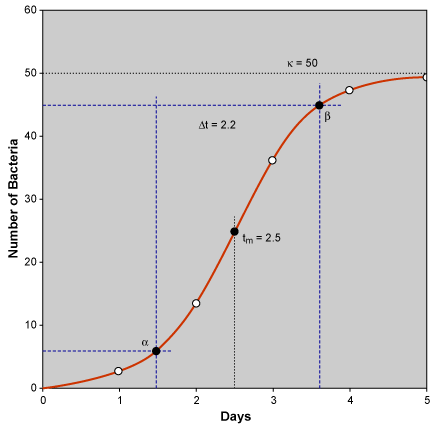 60
50
40
30
20
10
0
Number of Bacteria
κ = 50
Δt = 2.2
β
tm = 2.5
α
0 1 2 3 4 5
Days